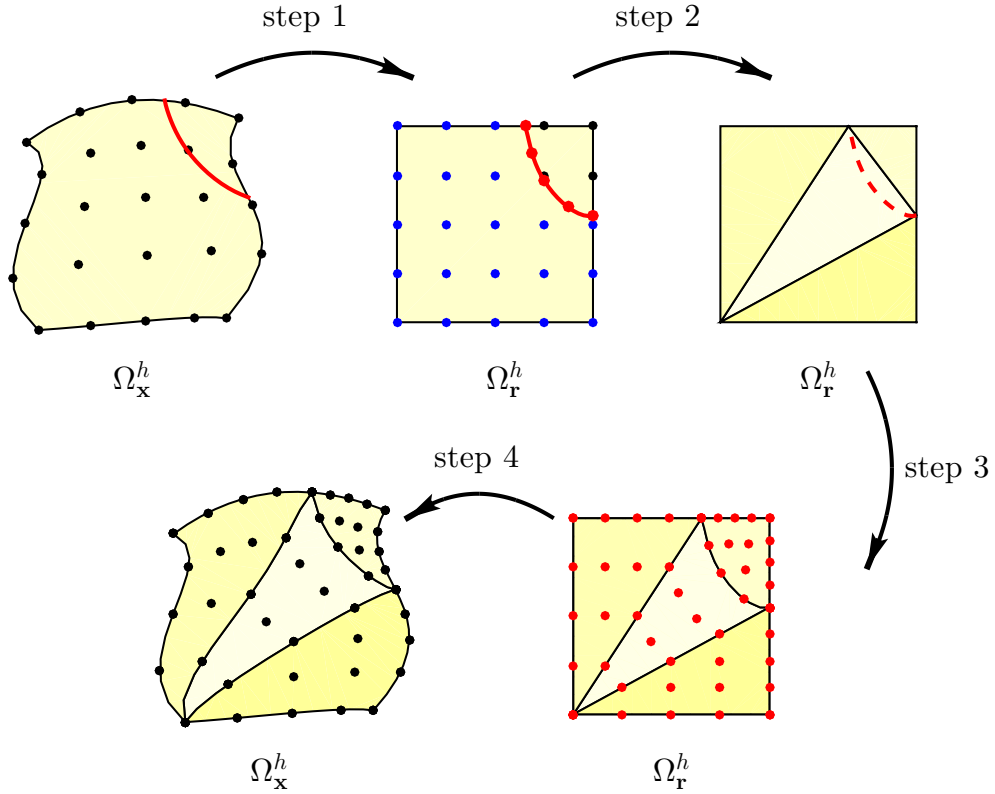 step 1
step 2
Ω_𝐱^h
Ω_𝐫^h
Ω_𝐫^h
step 3
step 4
Ω_𝐱^h
Ω_𝐫^h